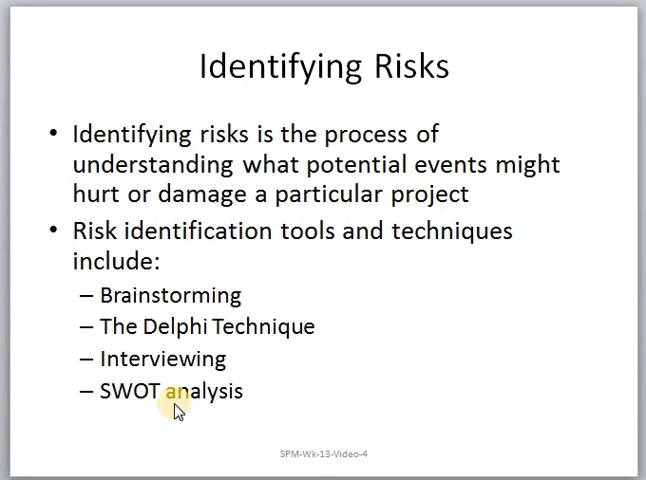 Identifying Risks
• Identifying risks is the process of
understanding what potential events might
hurt or damage a particular project
• Risk identification tools and techniques
include:
– Brainstorming
– The Delphi Technique
– Interviewing
– SWOT analysis
SPM-Wk-13-Video-4